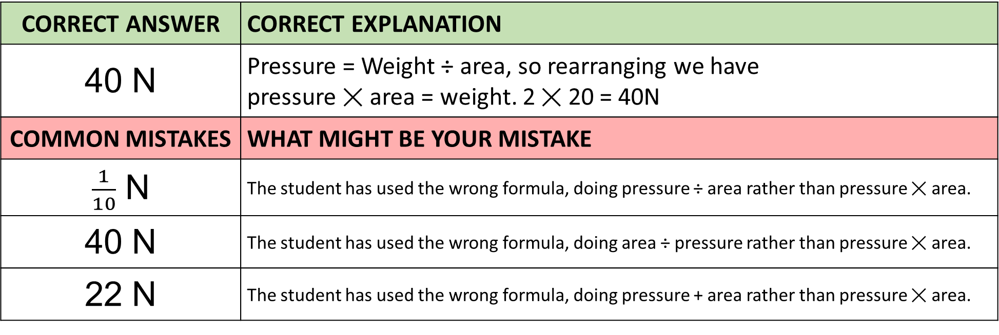 CORRECT ANSWER
CORRECT EXPLANATION
40 N
Pressure = Weight ÷ area, so rearranging we have
pressure ╳ area = weight. 2 ╳ 20 = 40N
COMMON MISTAKES
WHAT MIGHT BE YOUR MISTAKE
1/10 N
The student has used the wrong formula, doing pressure ÷ area rather than pressure ╳ area.
40 N
The student has used the wrong formula, doing area ÷ pressure rather than pressure ╳ area.
22 N
The student has used the wrong formula, doing pressure + area rather than pressure ╳ area.